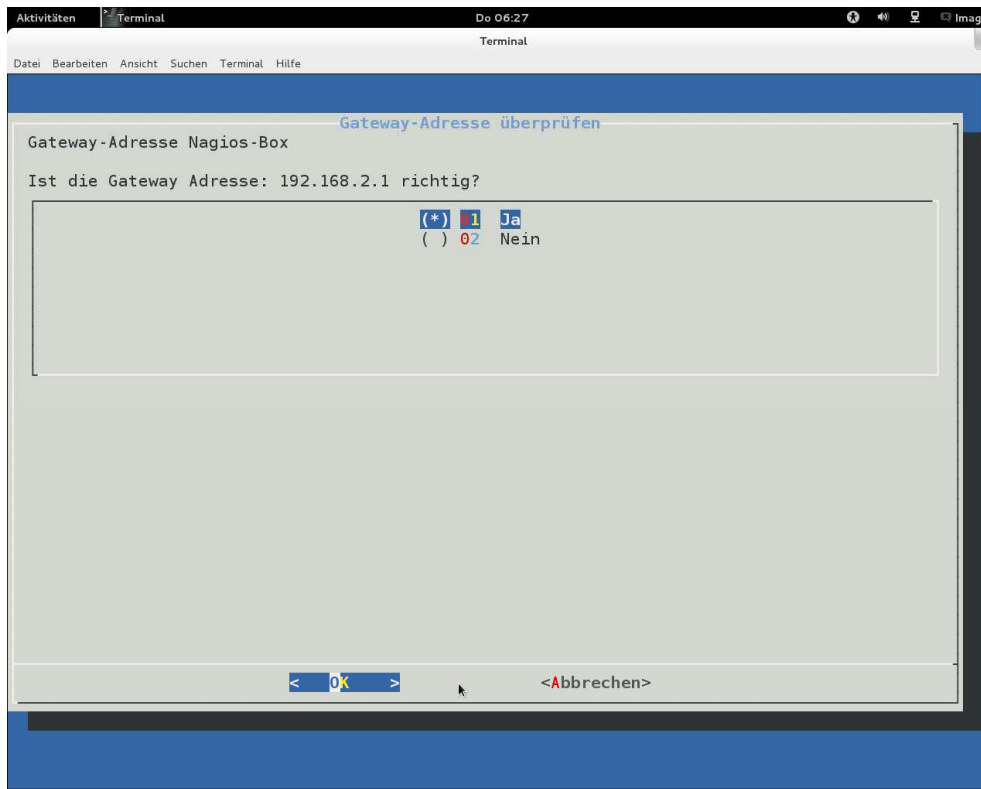 Aktivitäten Terminal Do 06:27 Imag
Terminal
Datei Bearbeiten Ansicht Suchen Terminal Hilfe
Gateway-Adresse überprüfen
Gateway-Adresse Nagios-Box
Ist die Gateway Adresse: 192.168.2.1 richtig?
(*) 01 Ja
( ) 02 Nein
< OK > <Abbrechen>